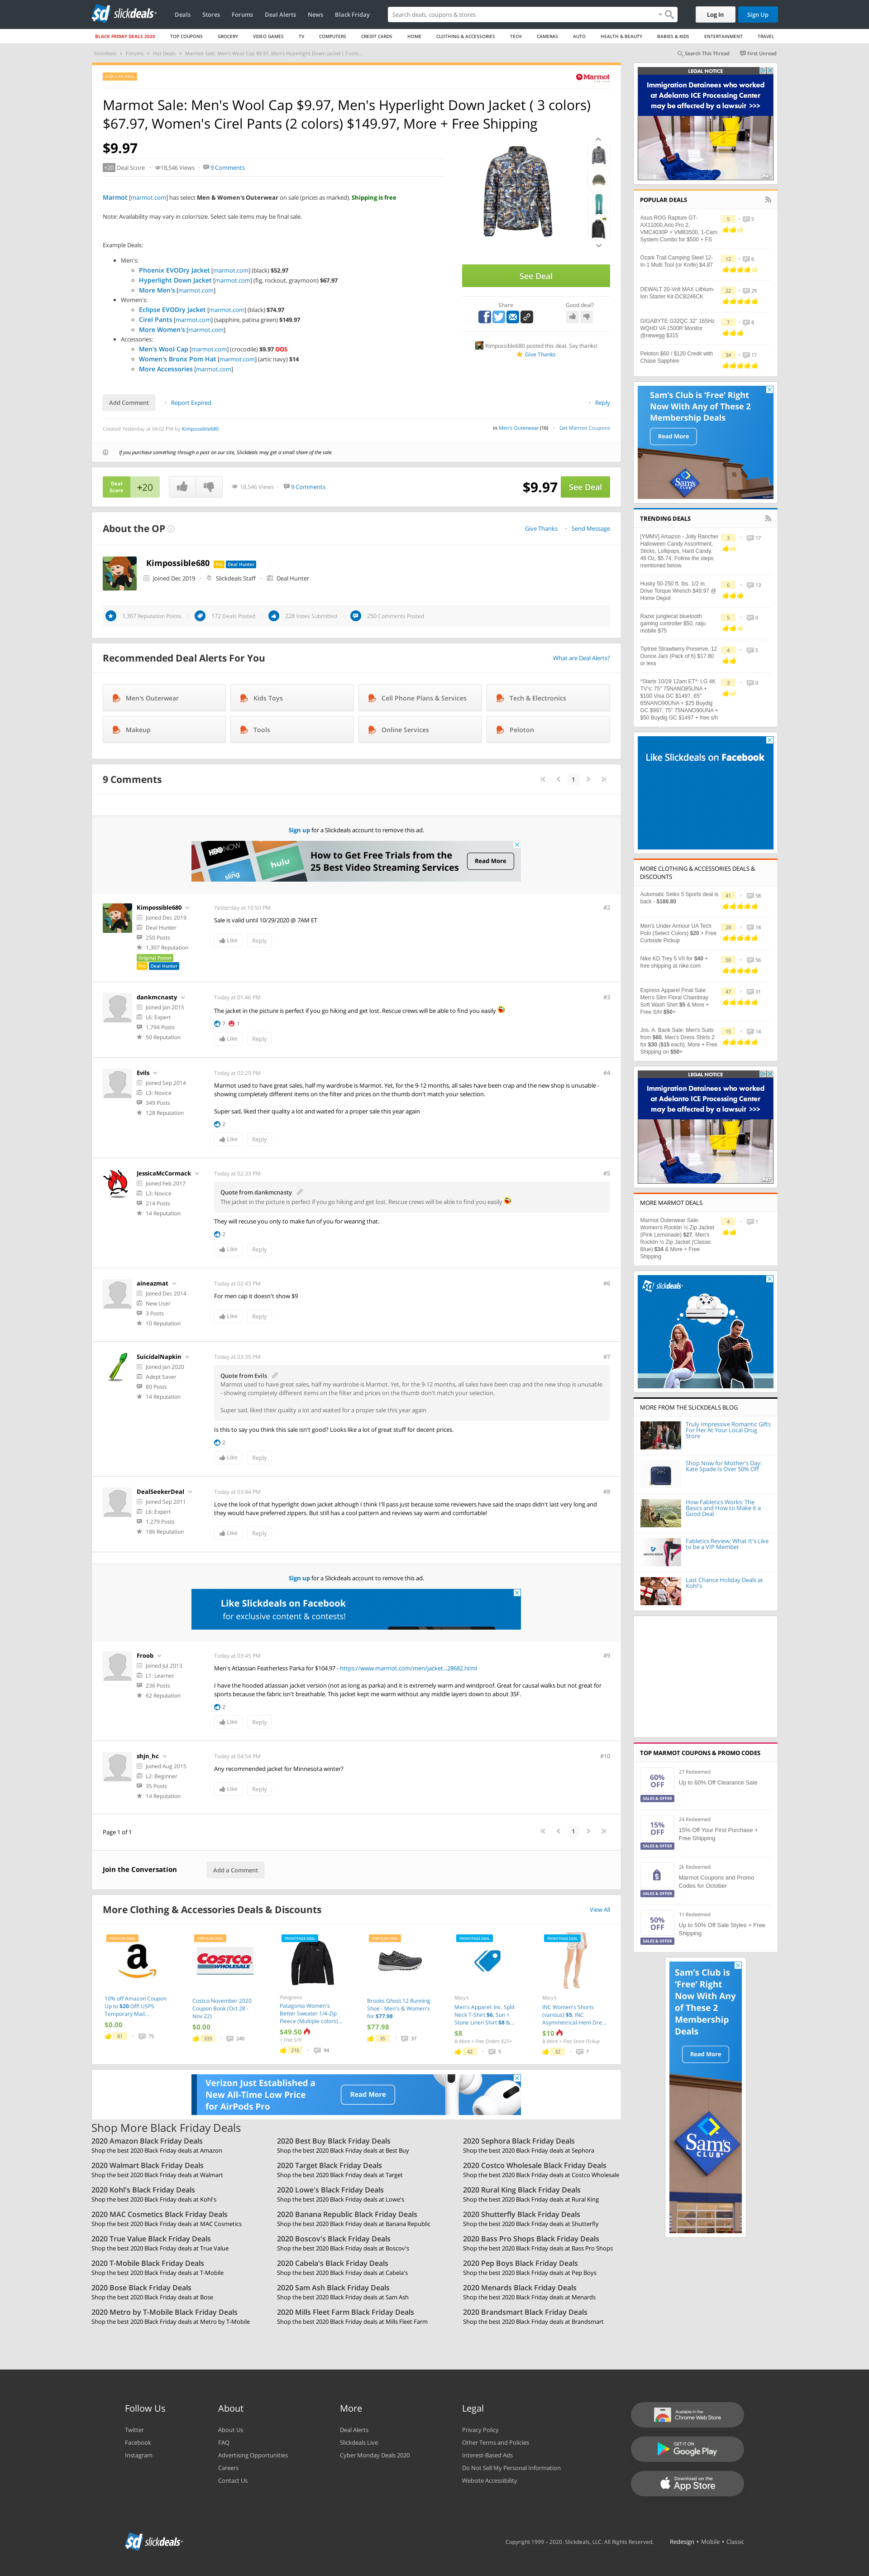 slickdeals
Deals Stores Forums Deal Alerts News Black Friday
Search deals, coupons & stores
Log In Sign Up
BLACK FRIDAY DEALS 2020 TOP COUPONS GROCERY VIDEO GAMES TV COMPUTERS CREDIT CARDS HOME CLOTHING & ACCESSORIES TECH CAMERAS AUTO HEALTH & BEAUTY BABIES & KIDS ENTERTAINMENT TRAVEL
Slickdeals Forums Hot Deals Marmot Sale: Men's Wool Cap $9.97, Men's Hyperlight Down Jacket ( 3 colo...
Search This Thread First Unread
POPULAR DEAL
Marmot
Marmot Sale: Men's Wool Cap $9.97, Men's Hyperlight Down Jacket ( 3 colors)
$67.97, Women's Cirel Pants (2 colors) $149.97, More + Free Shipping
$9.97
+20 Deal Score 18,546 Views 9 Comments
Marmot [marmot.com] has select Men & Women's Outerwear on sale (prices as marked). Shipping is free
Note: Availability may vary in color/size. Select sale items may be final sale.
Example Deals:
Men's:
Phoenix EVODry Jacket [marmot.com] (black) $52.97
Hyperlight Down Jacket [marmot.com] (fig, rockout, graymoon) $67.97
More Men's [marmot.com]
Women's:
Eclipse EVODry Jacket [marmot.com] (black) $74.97
Cirel Pants [marmot.com] (sapphire, patina green) $149.97
More Women's [marmot.com]
Accessories:
Men's Wool Cap [marmot.com] (crocodile) $9.97 OOS
Women's Bronx Pom Hat [marmot.com] (artic navy) $14
More Accessories [marmot.com]
See Deal
Share Good deal?
Kimpossible680 posted this deal. Say thanks!
Give Thanks
Add Comment Report Expired Reply
Created Yesterday at 04:02 PM by Kimpossible680
in Men's Outerwear (16) Get Marmot Coupons
If you purchase something through a post on our site, Slickdeals may get a small share of the sale.
Deal Score +20 18,546 Views 9 Comments $9.97 See Deal
About the OP
Give Thanks Send Message
Kimpossible680 Pro Deal Hunter
Joined Dec 2019 Slickdeals Staff Deal Hunter
1,307 Reputation Points 172 Deals Posted 228 Votes Submitted 250 Comments Posted
Recommended Deal Alerts For You
What are Deal Alerts?
Men's Outerwear Kids Toys Cell Phone Plans & Services Tech & Electronics
Makeup Tools Online Services Peloton
9 Comments
1
Sign up for a Slickdeals account to remove this ad.
HBO NOW sling hulu
How to Get Free Trials from the
25 Best Video Streaming Services
Read More
Kimpossible680
Joined Dec 2019
Deal Hunter
250 Posts
1,307 Reputation
Original Poster
Pro Deal Hunter
Yesterday at 10:50 PM #2
Sale is valid until 10/29/2020 @ 7AM ET
Like Reply
dankmcnasty
Joined Jan 2015
L6: Expert
1,794 Posts
50 Reputation
Today at 01:46 PM #3
The jacket in the picture is perfect if you go hiking and get lost. Rescue crews will be able to find you easily
7 1
Like Reply
Evils
Joined Sep 2014
L3: Novice
349 Posts
128 Reputation
Today at 02:29 PM #4
Marmot used to have great sales, half my wardrobe is Marmot. Yet, for the 9-12 months, all sales have been crap and the new shop is unusable -
showing completely different items on the filter and prices on the thumb don't match your selection.
Super sad, liked their quality a lot and waited for a proper sale this year again
2
Like Reply
JessicaMcCormack
Joined Feb 2017
L3: Novice
214 Posts
14 Reputation
Today at 02:33 PM #5
Quote from dankmcnasty
The jacket in the picture is perfect if you go hiking and get lost. Rescue crews will be able to find you easily
They will recuse you only to make fun of you for wearing that.
2
Like Reply
aineazmat
Joined Dec 2014
New User
3 Posts
10 Reputation
Today at 02:43 PM #6
For men cap it doesn't show $9
Like Reply
SuicidalNapkin
Joined Jan 2020
Adept Saver
80 Posts
14 Reputation
Today at 03:35 PM #7
Quote from Evils
Marmot used to have great sales, half my wardrobe is Marmot. Yet, for the 9-12 months, all sales have been crap and the new shop is unusable
- showing completely different items on the filter and prices on the thumb don't match your selection.
Super sad, liked their quality a lot and waited for a proper sale this year again
Is this to say you think this sale isn't good? Looks like a lot of great stuff for decent prices.
2
Like Reply
DealSeekerDeal
Joined Sep 2011
L6: Expert
1,279 Posts
186 Reputation
Today at 03:44 PM #8
Love the look of that hyperlight down jacket although I think I'll pass just because some reviewers have said the snaps didn't last very long and
they would have preferred zippers. But still has a cool pattern and reviews say warm and comfortable!
Like Reply
Sign up for a Slickdeals account to remove this ad.
Like Slickdeals on Facebook
for exclusive content & contests!
Froob
Joined Jul 2013
L1: Learner
236 Posts
62 Reputation
Today at 03:45 PM #9
Men's Atlassian Featherless Parka for $104.97 - https://www.marmot.com/men/jacket...28682.html
I have the hooded atlassian jacket version (not as long as parka) and it is extremely warm and windproof. Great for causal walks but not great for
sports because the fabric isn't breathable. This jacket kept me warm without any middle layers down to about 35F.
2
Like Reply
shjn_hc
Joined Aug 2015
L2: Beginner
35 Posts
14 Reputation
Today at 04:54 PM #10
Any recommended jacket for Minnesota winter?
Like Reply
Page 1 of 1
1
Join the Conversation Add a Comment
More Clothing & Accessories Deals & Discounts View All
POPULAR DEAL
10% off Amazon Coupon
Up to $20 Off! USPS
Temporary Mail...
$0.00
81 75
POPULAR DEAL
COSTCO WHOLESALE
Costco November 2020
Coupon Book (Oct 28 -
Nov 22)
$0.00
333 240
FRONTPAGE DEAL
Patagonia
Patagonia Women's
Better Sweater 1/4-Zip
Fleece (Multiple colors)...
$49.50
+ Free S/H
216 94
POPULAR DEAL
Brooks Ghost 12 Running
Shoe - Men's & Women's
for $77.98
$77.98
35 37
FRONTPAGE DEAL
Macy's
Men's Apparel: Inc. Split
Neck T-Shirt $6, Sun +
Stone Linen Shirt $8 &...
$8
& More + Free Orders $25+
42 5
FRONTPAGE DEAL
Macy's
INC Women's Shorts
(various) $5, INC
Asymmetrical-Hem Dre...
$10
& More + Free Store Pickup
32 7
Verizon Just Established a
New All-Time Low Price
for AirPods Pro
Read More
Shop More Black Friday Deals
2020 Amazon Black Friday Deals
Shop the best 2020 Black Friday deals at Amazon
2020 Best Buy Black Friday Deals
Shop the best 2020 Black Friday deals at Best Buy
2020 Sephora Black Friday Deals
Shop the best 2020 Black Friday deals at Sephora
2020 Walmart Black Friday Deals
Shop the best 2020 Black Friday deals at Walmart
2020 Target Black Friday Deals
Shop the best 2020 Black Friday deals at Target
2020 Costco Wholesale Black Friday Deals
Shop the best 2020 Black Friday deals at Costco Wholesale
2020 Kohl's Black Friday Deals
Shop the best 2020 Black Friday deals at Kohl's
2020 Lowe's Black Friday Deals
Shop the best 2020 Black Friday deals at Lowe's
2020 Rural King Black Friday Deals
Shop the best 2020 Black Friday deals at Rural King
2020 MAC Cosmetics Black Friday Deals
Shop the best 2020 Black Friday deals at MAC Cosmetics
2020 Banana Republic Black Friday Deals
Shop the best 2020 Black Friday deals at Banana Republic
2020 Shutterfly Black Friday Deals
Shop the best 2020 Black Friday deals at Shutterfly
2020 True Value Black Friday Deals
Shop the best 2020 Black Friday deals at True Value
2020 Boscov's Black Friday Deals
Shop the best 2020 Black Friday deals at Boscov's
2020 Bass Pro Shops Black Friday Deals
Shop the best 2020 Black Friday deals at Bass Pro Shops
2020 T-Mobile Black Friday Deals
Shop the best 2020 Black Friday deals at T-Mobile
2020 Cabela's Black Friday Deals
Shop the best 2020 Black Friday deals at Cabela's
2020 Pep Boys Black Friday Deals
Shop the best 2020 Black Friday deals at Pep Boys
2020 Bose Black Friday Deals
Shop the best 2020 Black Friday deals at Bose
2020 Sam Ash Black Friday Deals
Shop the best 2020 Black Friday deals at Sam Ash
2020 Menards Black Friday Deals
Shop the best 2020 Black Friday deals at Menards
2020 Metro by T-Mobile Black Friday Deals
Shop the best 2020 Black Friday deals at Metro by T-Mobile
2020 Mills Fleet Farm Black Friday Deals
Shop the best 2020 Black Friday deals at Mills Fleet Farm
2020 Brandsmart Black Friday Deals
Shop the best 2020 Black Friday deals at Brandsmart
LEGAL NOTICE
Immigration Detainees who worked
at Adelanto ICE Processing Center
may be affected by a lawsuit >>>
POPULAR DEALS
Asus ROG Rapture GT-
AX11000,Arlo Pro 2,
VMC4030P + VMB3500, 1-Cam
System Combo for $500 + FS
5 5
Ozark Trail Camping Steel 12-
In-1 Multi Tool (or Knife) $4.87
12 6
DEWALT 20-Volt MAX Lithium-
Ion Starter Kit-DCB246CK
22 29
GIGABYTE G32QC 32" 165Hz
WQHD VA 1500R Monitor
@newegg $315
7 8
Peloton $60 / $120 Credit with
Chase Sapphire
34 17
Sam's Club is 'Free' Right
Now With Any of These 2
Membership Deals
Read More
Sam's CLUB
TRENDING DEALS
[YMMV] Amazon - Jolly Rancher
Halloween Candy Assortment,
Sticks, Lollipops, Hard Candy,
46 Oz, $5.74, Follow the steps
mentioned below.
3 17
Husky 50-250 ft. lbs. 1/2 in.
Drive Torque Wrench $49.97 @
Home Depot
6 13
Razer junglecat bluetooth
gaming controller $50, raiju
mobile $75
5 0
Tiptree Strawberry Preserve, 12
Ounce Jars (Pack of 6) $17.80
or less
4 5
*Starts 10/28 12am ET*: LG 4K
TV's: 75" 75NANO85UNA +
$100 Visa GC $1497, 65"
65NANO90UNA + $25 Buydig
GC $997, 75" 75NANO90UNA +
$50 Buydig GC $1497 + free s/h
3 0
Like Slickdeals on Facebook
MORE CLOTHING & ACCESSORIES DEALS &
DISCOUNTS
Automatic Seiko 5 Sports deal is
back - $188.80
41 58
Men's Under Armour UA Tech
Polo (Select Colors) $20 + Free
Curbside Pickup
28 18
Nike KD Trey 5 VII for $40 +
free shipping at nike.com
50 56
Express Apparel Final Sale:
Men's Slim Floral Chambray
Soft Wash Shirt $5 & More +
Free S/H $50+
47 31
Jos. A. Bank Sale: Men's Suits
from $60, Men's Dress Shirts 2
for $30 ($15 each), More + Free
Shipping on $50+
15 14
LEGAL NOTICE
Immigration Detainees who worked
at Adelanto ICE Processing Center
may be affected by a lawsuit >>>
MORE MARMOT DEALS
Marmot Outerwear Sale:
Women's Rocklin ½ Zip Jacket
(Pink Lemonade) $27, Men's
Rocklin ½ Zip Jacket (Classic
Blue) $34 & More + Free
Shipping
4 1
slickdeals
MORE FROM THE SLICKDEALS BLOG
Truly Impressive Romantic Gifts
For Her At Your Local Drug
Store
Shop Now for Mother's Day:
Kate Spade Is Over 50% Off
How Fabletics Works: The
Basics and How to Make it a
Good Deal
Fabletics Review: What It's Like
to be a VIP Member
Last Chance Holiday Deals at
Kohl's
TOP MARMOT COUPONS & PROMO CODES
60% OFF
SALES & OFFER
27 Redeemed
Up to 60% Off Clearance Sale
15% OFF
SALES & OFFER
24 Redeemed
15% Off Your First Purchase +
Free Shipping
SALES & OFFER
2k Redeemed
Marmot Coupons and Promo
Codes for October
50% OFF
SALES & OFFER
11 Redeemed
Up to 50% Off Sale Styles + Free
Shipping
Sam's Club is
'Free' Right
Now With Any
of These 2
Membership
Deals
Read More
Sam's CLUB
Follow Us
Twitter
Facebook
Instagram
About
About Us
FAQ
Advertising Opportunities
Careers
Contact Us
More
Deal Alerts
Slickdeals Live
Cyber Monday Deals 2020
Legal
Privacy Policy
Other Terms and Policies
Interest-Based Ads
Do Not Sell My Personal Information
Website Accessibility
Available in the
Chrome Web Store
GET IT ON
Google Play
Download on the
App Store
slickdeals
Copyright 1999 - 2020, Slickdeals, LLC. All Rights Reserved. Redesign • Mobile • Classic